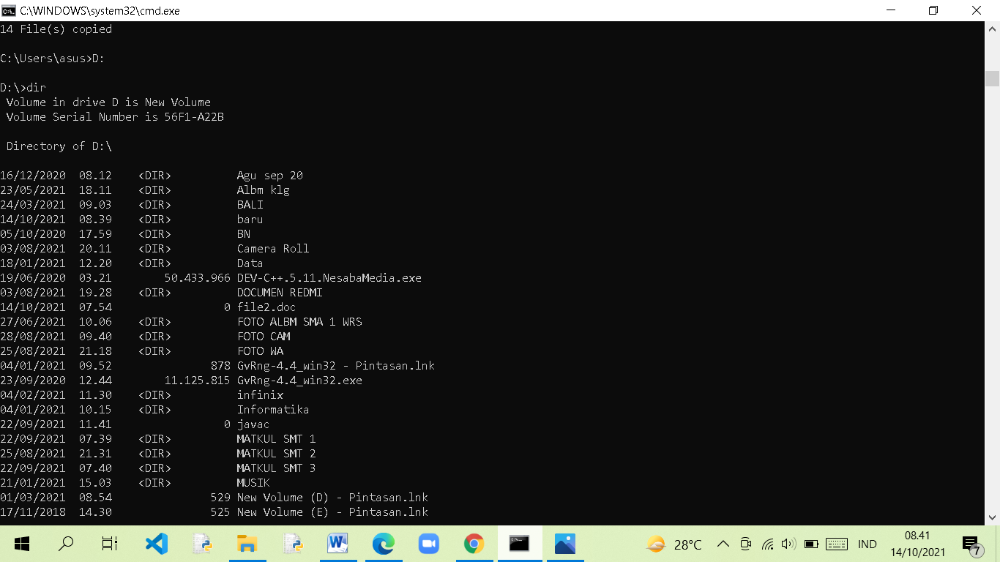 C:\WINDOWS\system32\cmd.exe
14 File(s) copied
C:\Users\asus>D:
D:\>dir
Volume in drive D is New Volume
Volume Serial Number is 56F1-A22B
Directory of D:\
16/12/2020  08.12    <DIR>          Agu sep 20
23/05/2021  18.11    <DIR>          Albm klg
24/03/2021  09.03    <DIR>          BALI
14/10/2021  08.39    <DIR>          baru
05/10/2020  17.59    <DIR>          BN
03/08/2021  20.11    <DIR>          Camera Roll
18/01/2021  12.20    <DIR>          Data
19/06/2020  03.21        50.433.966 DEV-C++.5.11.NesabaMedia.exe
03/08/2021  19.28    <DIR>          DOCUMEN REDMI
14/10/2021  07.54                 0 file2.doc
27/06/2021  10.06    <DIR>          FOTO ALBM SMA 1 WRS
28/08/2021  09.40    <DIR>          FOTO CAM
25/08/2021  21.18    <DIR>          FOTO WA
04/01/2021  09.52               878 GvRng-4.4_win32 - Pintasan.lnk
23/09/2020  12.44        11.125.815 GvRng-4.4_win32.exe
04/02/2021  11.30    <DIR>          infinix
04/01/2021  10.15    <DIR>          Informatika
22/09/2021  11.41                 0 javac
22/09/2021  07.39    <DIR>          MATKUL SMT 1
25/08/2021  21.31    <DIR>          MATKUL SMT 2
22/09/2021  07.40    <DIR>          MATKUL SMT 3
21/01/2021  15.03    <DIR>          MUSIK
01/03/2021  08.54               529 New Volume (D) - Pintasan.lnk
17/11/2018  14.30               525 New Volume (E) - Pintasan.lnk
28°C
IND
08.41
14/10/2021
7